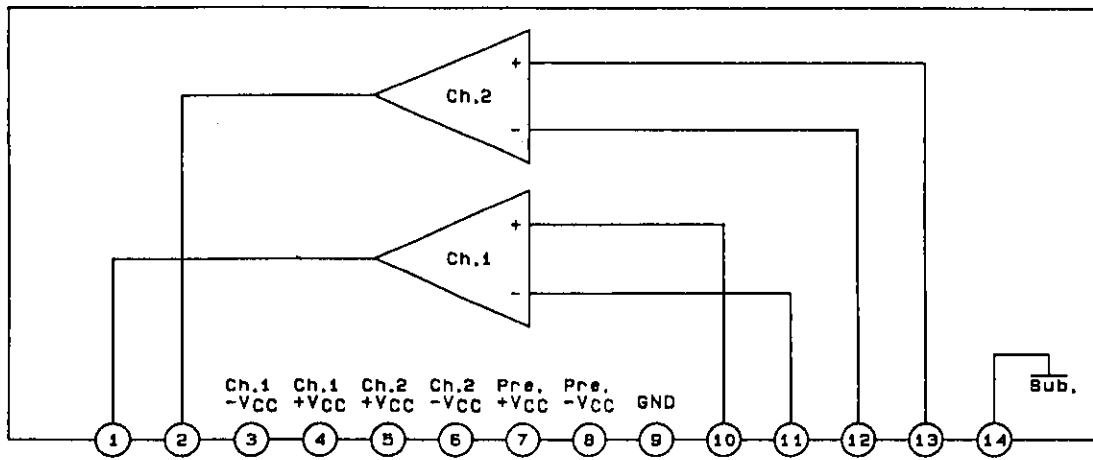 +
Ch.2
-
+
Ch.1
-
Ch.1 Ch.1 Ch.2 Ch.2 Pre. Pre.
-VCC +VCC +VCC -VCC +VCC -VCC GND
Sub.
1 2 3 4 5 6 7 8 9 10 11 12 13 14